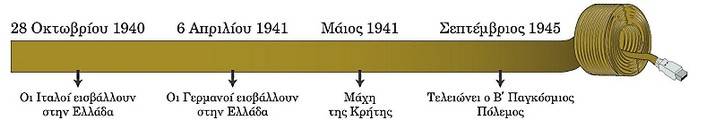 28 Οκτωβρίου 1940
6 Απριλίου 1941
Μάιος 1941
Σεπτέμβριος 1945
Οι Ιταλοί εισβάλλουν
στην Ελλάδα
Οι Γερμανοί εισβάλλουν
στην Ελλάδα
Μάχη
της Κρήτης
Τελειώνει ο Β΄ Παγκόσμιος
Πόλεμος